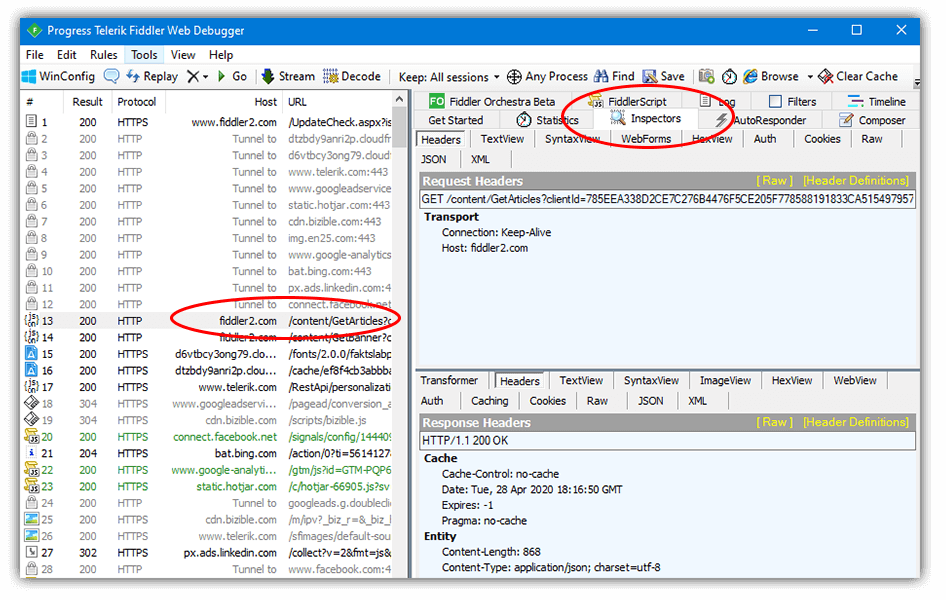 Progress Telerik Fiddler Web Debugger
File Edit Rules Tools View Help
WinConfig Replay Go Stream Decode Keep: All sessions Any Process Find Save Browse Clear Cache
# Result Protocol Host URL
1 200 HTTPS www.fiddler2.com /UpdateCheck.aspx?is
2 200 HTTP Tunnel to dtzbdy9anri2p.cloudfr
3 200 HTTP Tunnel to d6vtbcy3ong79.cloud
4 200 HTTP Tunnel to www.telerik.com:443
5 200 HTTP Tunnel to www.googleadservice
6 200 HTTP Tunnel to static.hotjar.com:443
7 200 HTTP Tunnel to cdn.bizible.com:443
8 200 HTTP Tunnel to img.en25.com:443
9 200 HTTP Tunnel to www.google-analytics
10 200 HTTP Tunnel to bat.bing.com:443
11 200 HTTP Tunnel to px.ads.linkedin.com:4
12 200 HTTP Tunnel to connect.facebook.net
13 200 HTTP fiddler2.com /content/GetArticles?c
14 200 HTTP fiddler2.com /content/GetBanner?c
15 200 HTTPS d6vtbcy3ong79.clo... /fonts/2.0.0/faktslabp
16 200 HTTPS dtzbdy9anri2p.clou... /cache/ef8f4cb3abbba
17 200 HTTPS www.telerik.com /RestApi/personalizati
18 304 HTTPS www.googleadservi... /pagead/conversion_a
19 304 HTTPS cdn.bizible.com /scripts/bizible.js
20 200 HTTPS connect.facebook.net /signals/config/144409
21 204 HTTPS bat.bing.com /action/0?ti=5614127
22 200 HTTPS www.google-analyti... /gtm/js?id=GTM-PQP6
23 200 HTTPS static.hotjar.com /c/hotjar-66905.js?sv
24 200 HTTP Tunnel to googleads.g.doublecli
25 200 HTTPS cdn.bizible.com /m/ipv?_biz_r=&_biz_
26 200 HTTPS www.telerik.com /sfimages/default-sou
27 302 HTTPS px.ads.linkedin.com /collect?v=2&fmt=js&
28 200 HTTP Tunnel to www.facebook.com:4
FO Fiddler Orchestra Beta FiddlerScript Log Filters Timeline
Get Started Statistics Inspectors AutoResponder Composer
Headers TextView SyntaxView WebForms HexView Auth Cookies Raw
JSON XML
Request Headers [ Raw ] [Header Definitions]
GET /content/GetArticles?clientId=785EEA338D2CE7C276B4476F5CE205F778588191833CA515497957
Transport
Connection: Keep-Alive
Host: fiddler2.com
Transformer Headers TextView SyntaxView ImageView HexView WebView
Auth Caching Cookies Raw JSON XML
Response Headers [ Raw ] [Header Definitions]
HTTP/1.1 200 OK
Cache
Cache-Control: no-cache
Date: Tue, 28 Apr 2020 18:16:50 GMT
Expires: -1
Pragma: no-cache
Entity
Content-Length: 868
Content-Type: application/json; charset=utf-8